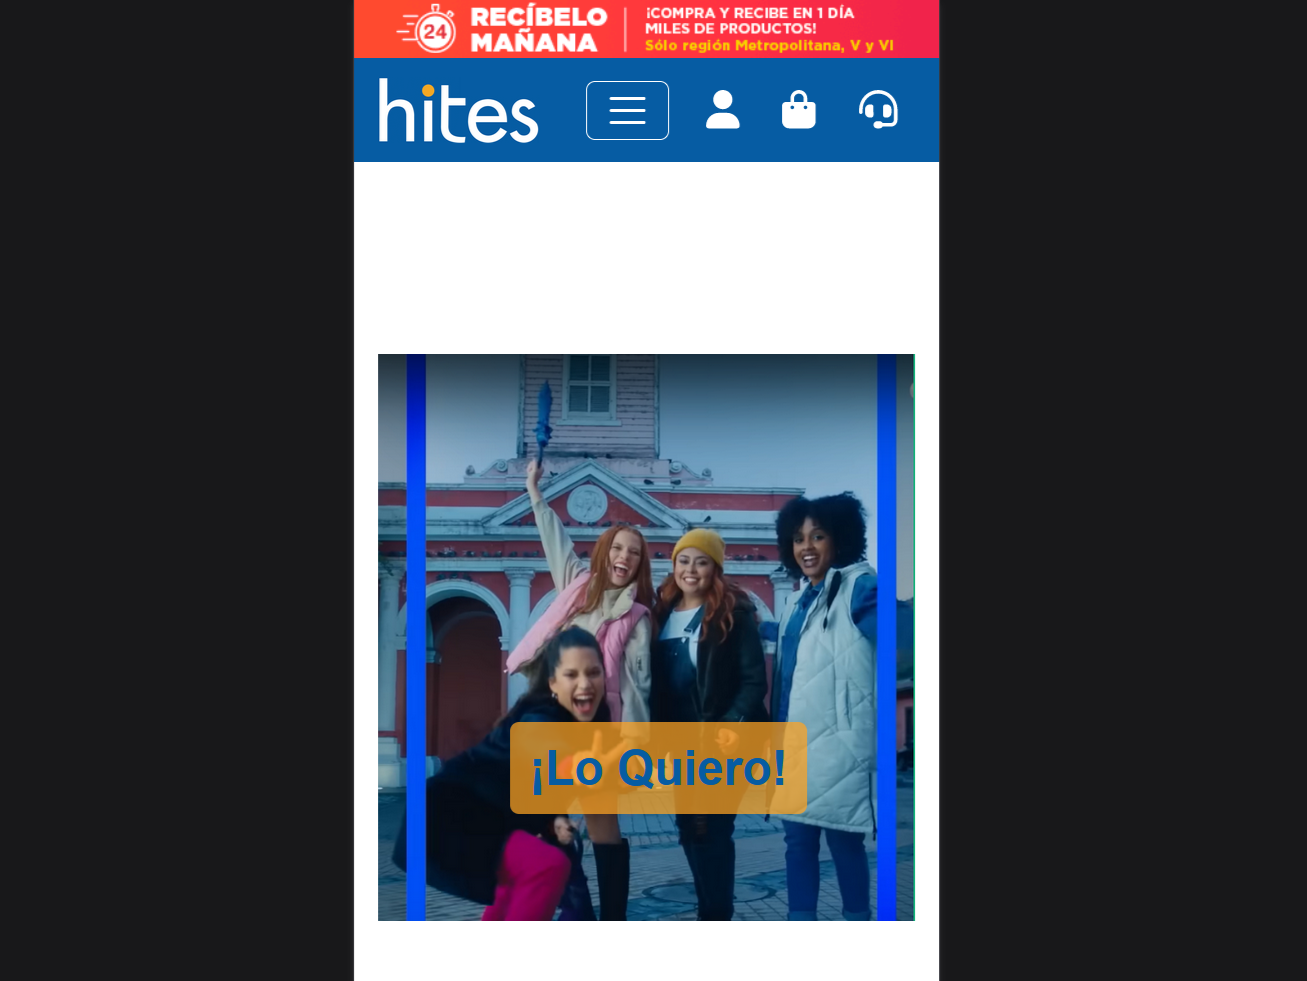 24
RECÍBELO
MAÑANA
¡COMPRA Y RECIBE EN 1 DÍA
MILES DE PRODUCTOS!
Sólo región Metropolitana, V y VI
hites
¡Lo Quiero!